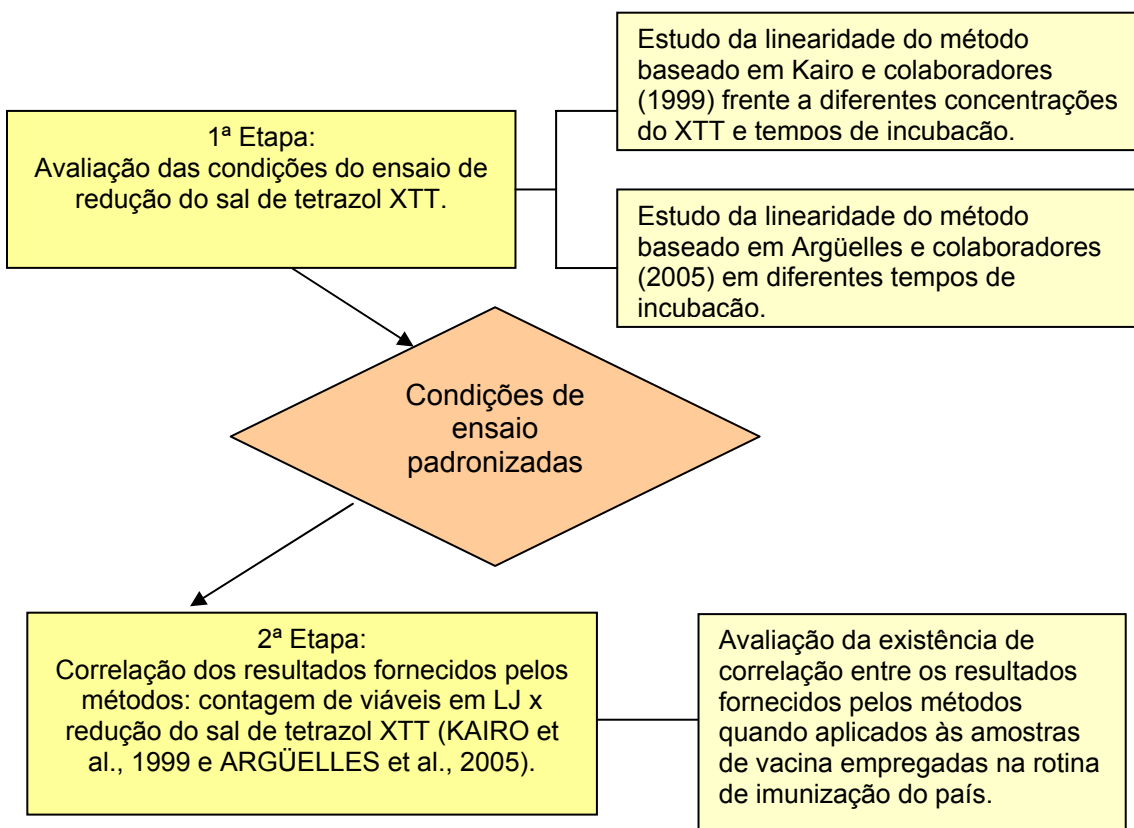 1ª Etapa:
Avaliação das condições do ensaio de
redução do sal de tetrazol XTT.
Estudo da linearidade do método
baseado em Kairo e colaboradores
(1999) frente a diferentes concentrações
do XTT e tempos de incubação.
Estudo da linearidade do método
baseado em Argüelles e colaboradores
(2005) em diferentes tempos de
incubação.
Condições de
ensaio
padronizadas
2ª Etapa:
Correlação dos resultados fornecidos pelos
métodos: contagem de viáveis em LJ x
redução do sal de tetrazol XTT (KAIRO et
al., 1999 e ARGÜELLES et al., 2005).
Avaliação da existência de
correlação entre os resultados
fornecidos pelos métodos
quando aplicados às amostras
de vacina empregadas na rotina
de imunização do país.